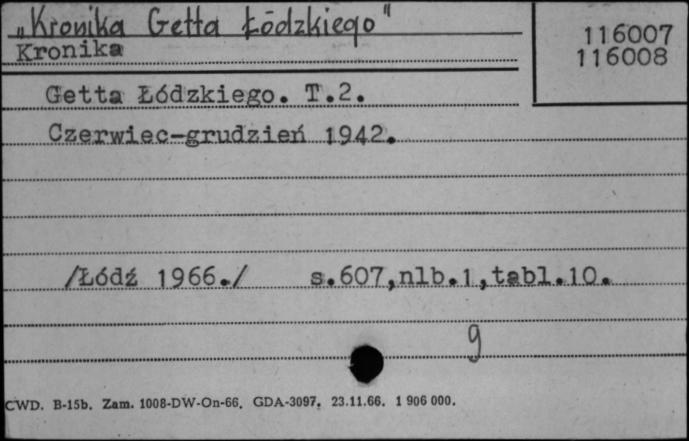 „Kronika Getta Łódzkiego"
116007
Kronika
116008
Getta Łódzkiego. T.2.
Czerwiec-grudzień 1942.
/Łódź 1966./ s.607,nlb.1,tabl.10.
g
CWD. B-15b. Zam. 1008-DW-On-66. GDA-3097. 23.11.66. 1 906 000.